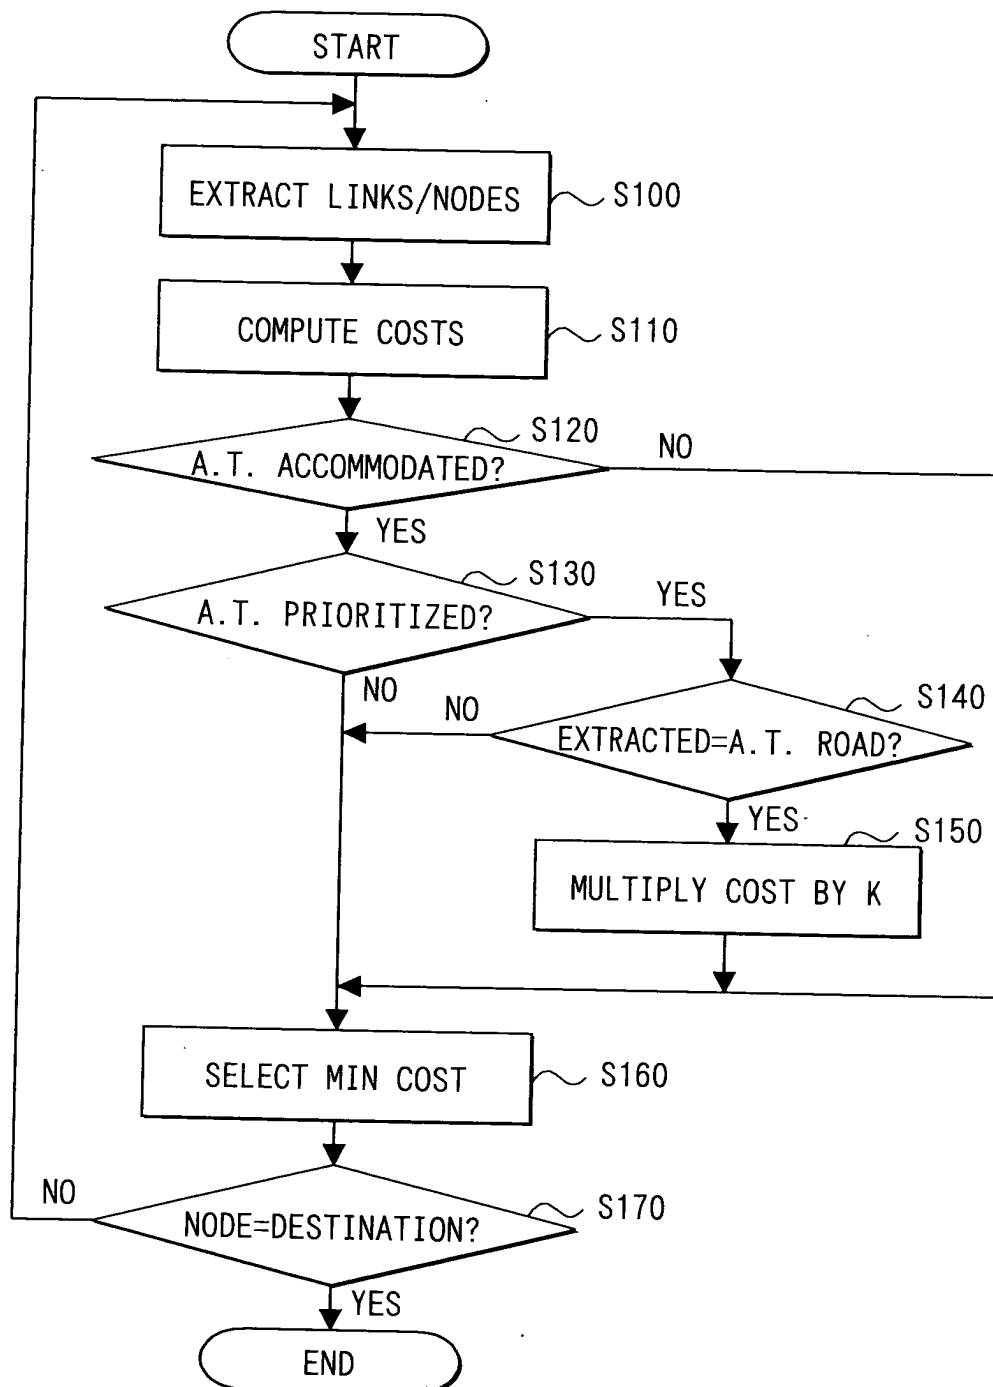 START
EXTRACT LINKS/NODES
S100
COMPUTE COSTS
S110
S120
NO
A.T. ACCOMMODATED?
YES
S130
YES
A.T. PRIORITIZED?
NO
S140
NO
EXTRACTED=A.T. ROAD?
YES
S150
MULTIPLY COST BY K
SELECT MIN COST
S160
NO
S170
NODE=DESTINATION?
YES
END